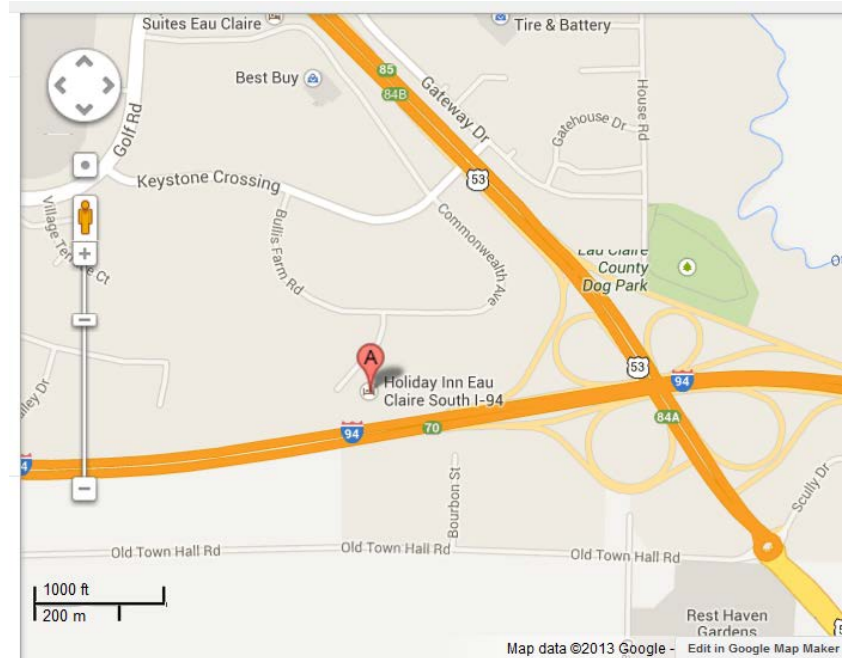 Suites Eau Claire
Tire & Battery
Best Buy
85
84B
Gateway Dr
Golf Rd
House Rd
Gatehouse Dr
Keystone Crossing
53
Commonwealth Ave
Bullis Farm Rd
Eau Claire
County
Dog Park
53
A
94
Holiday Inn Eau
Claire South I-94
84A
70
94
Bourbon St
Scully Dr
Old Town Hall Rd
Old Town Hall Rd
Old Town Hall Rd
1000 ft
200 m
Rest Haven
Gardens
Map data ©2013 Google -
Edit in Google Map Maker